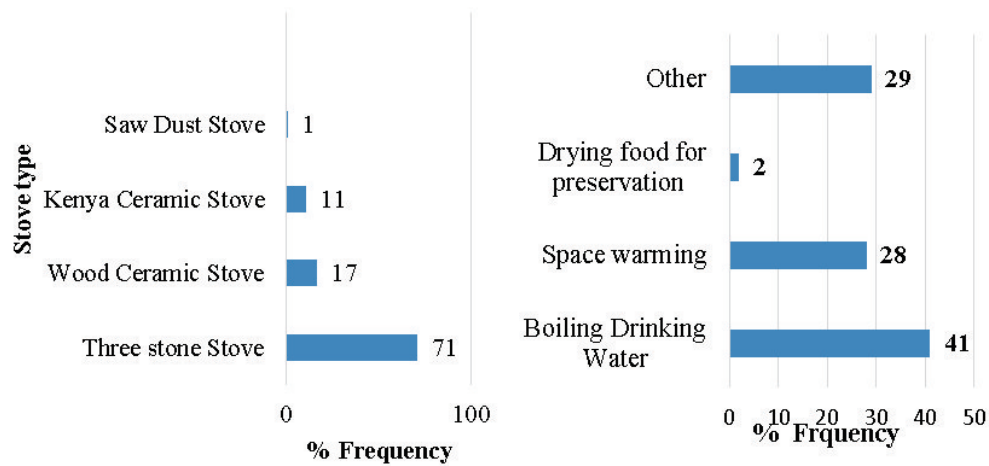 Stove type
Saw Dust Stove
1
Kenya Ceramic Stove
11
Wood Ceramic Stove
17
Three stone Stove
71
0
100
% Frequency
Other
29
Drying food for
preservation
2
Space warming
28
Boiling Drinking
Water
41
0 10 20 30 40 50
% Frquency